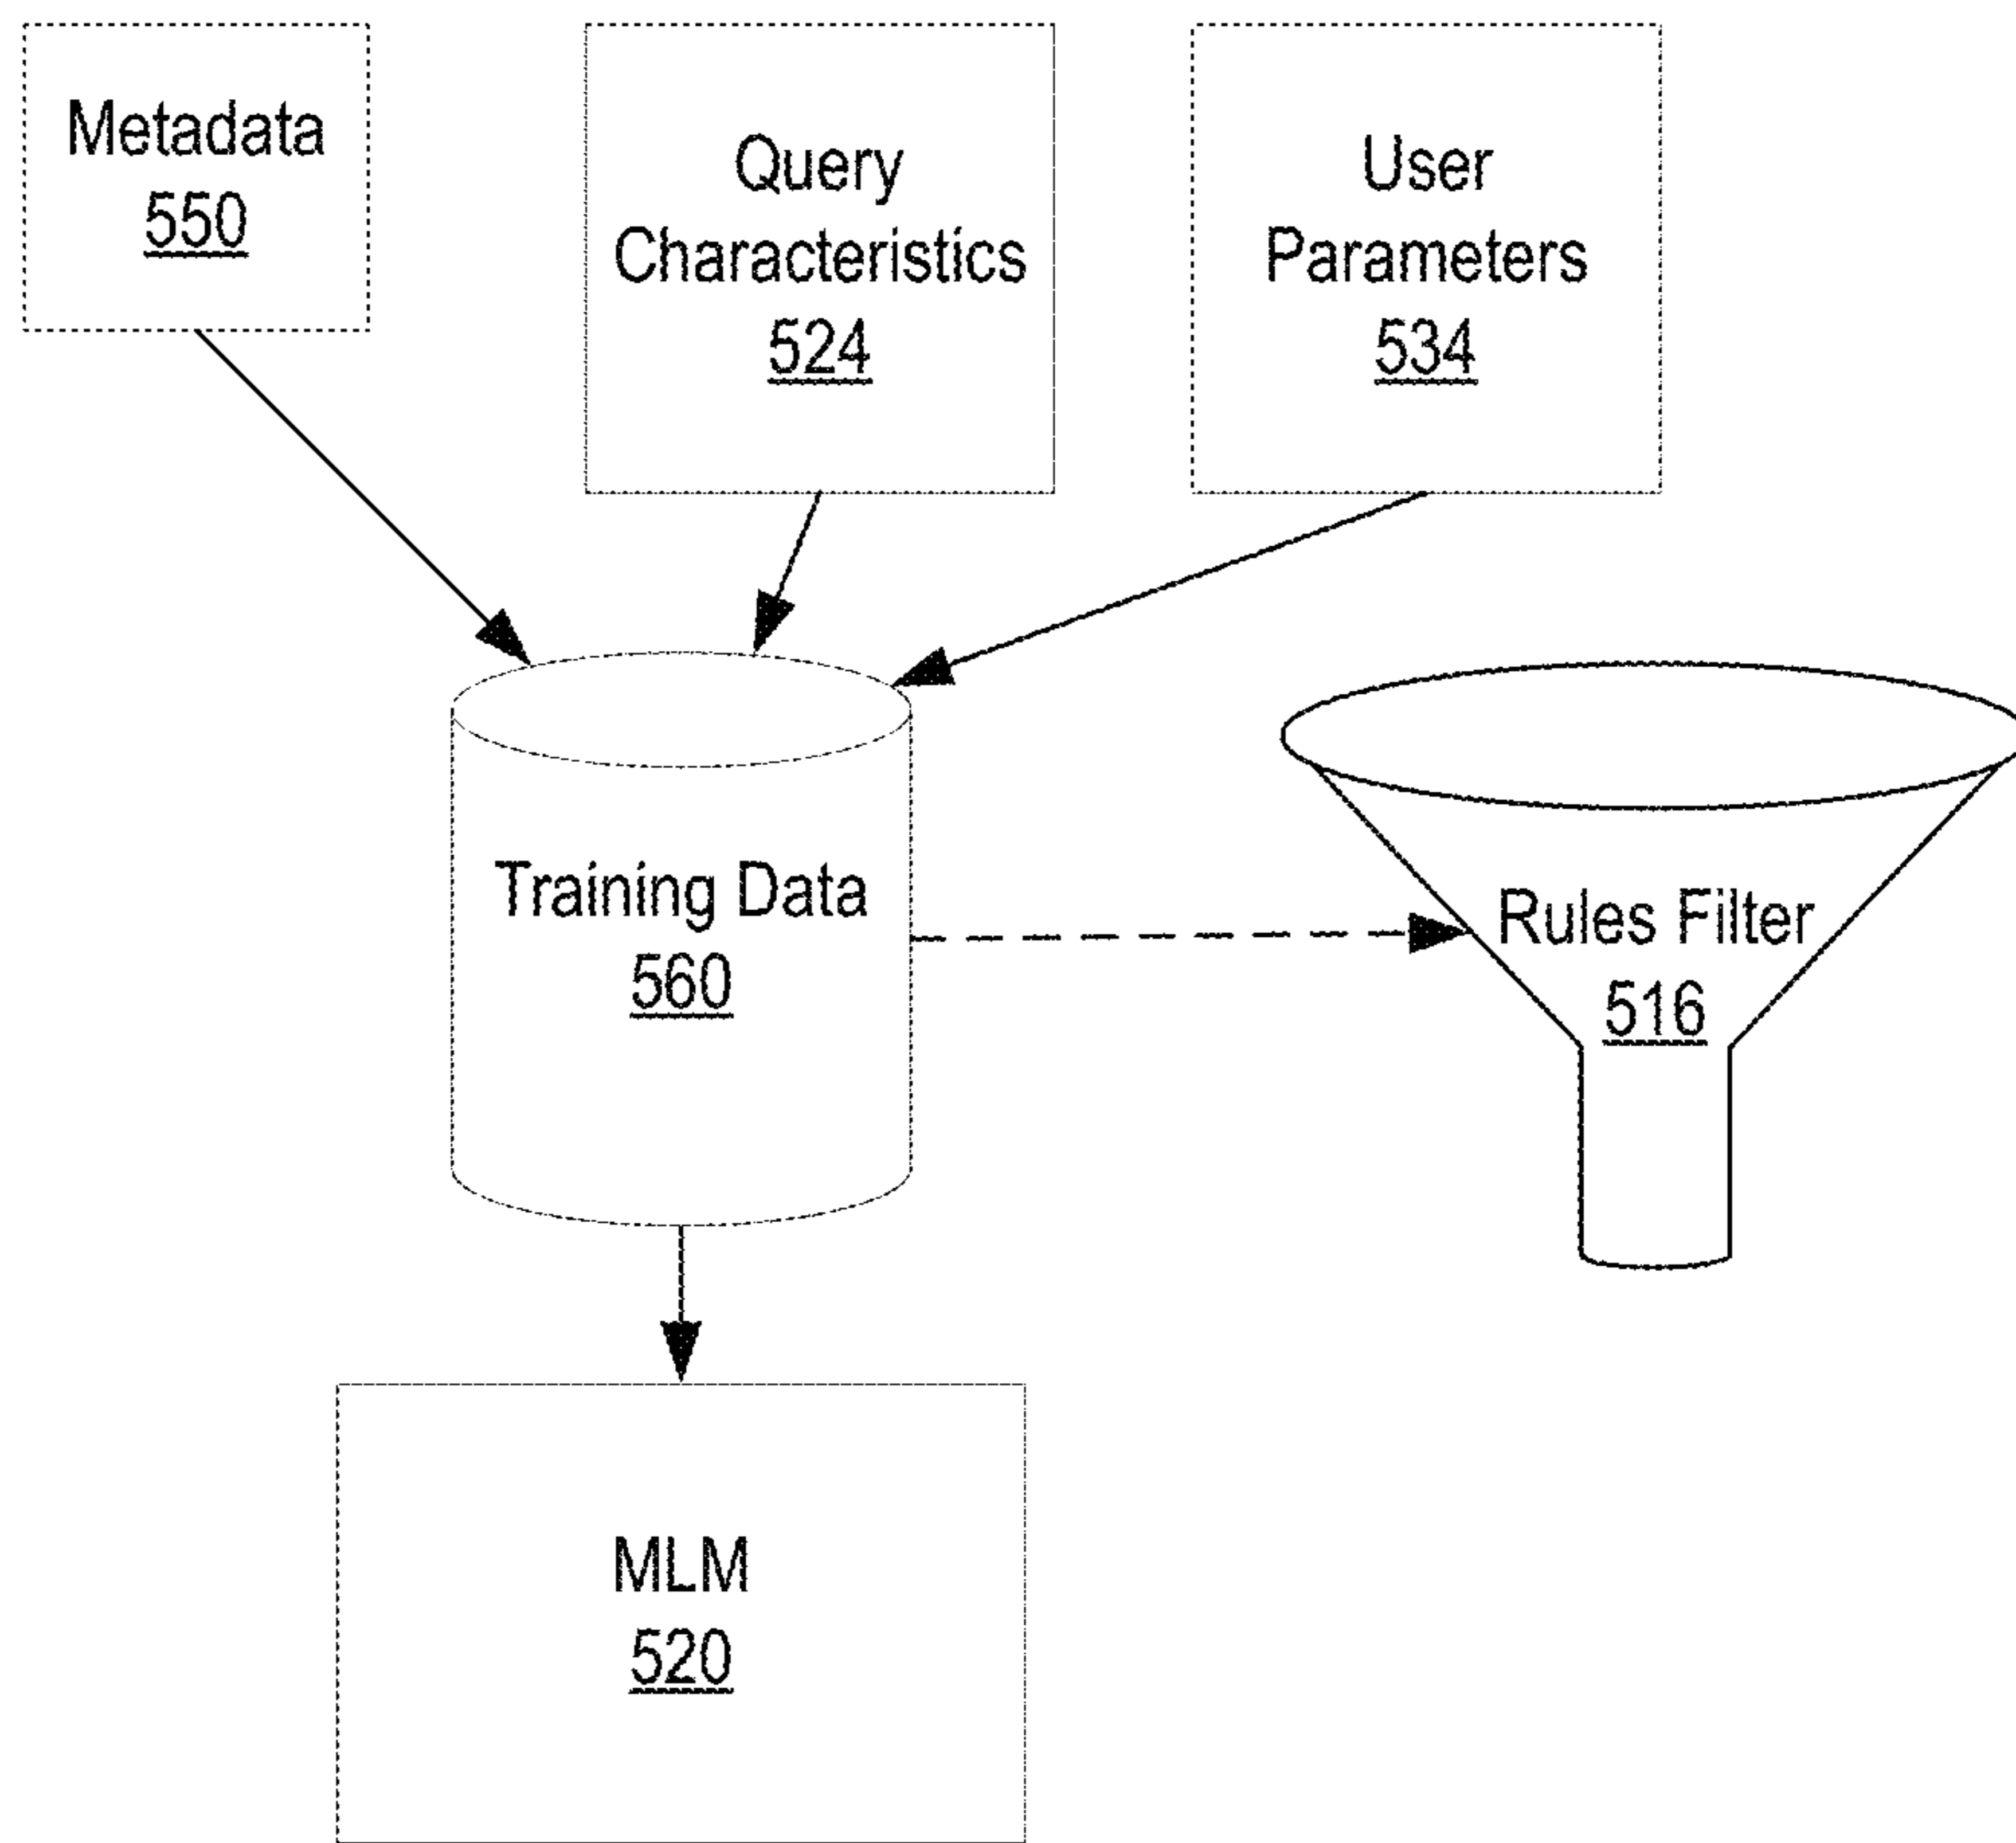 Metadata
550
Query
Characteristics
524
User
Parameters
534
Training Data
560
Rules Filter
516
MLM
520